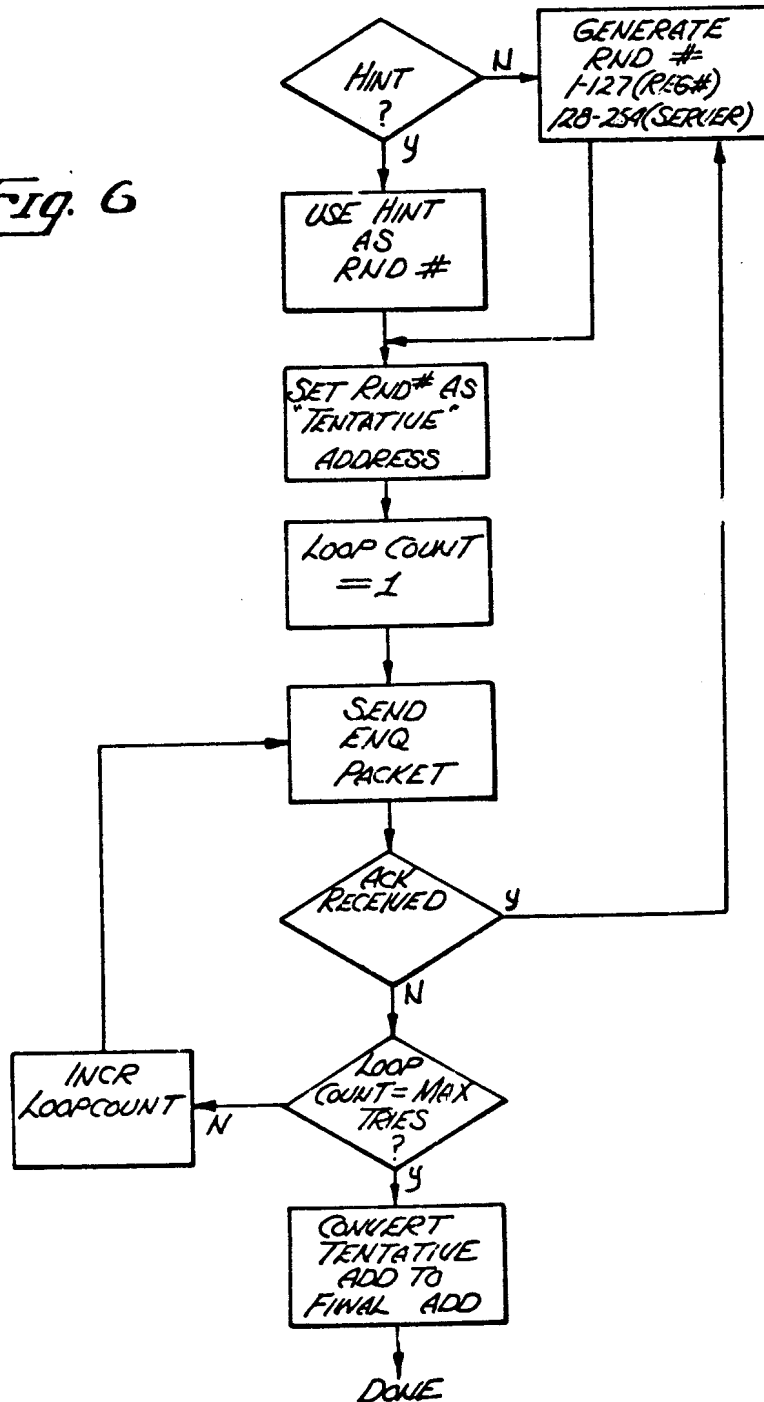 FIG. 6
HINT
?
N
Y
GENERATE
RND #
1-127(REG#)
128-254(SERVER)
USE HINT
AS
RND #
SET RND# AS
"TENTATIVE"
ADDRESS
LOOP COUNT
=1
SEND
ENQ
PACKET
ACK
RECEIVED
Y
N
LOOP
COUNT=MAX
TRIES
?
N
Y
INCR
LOOPCOUNT
CONVERT
TENTATIVE
ADD TO
FINAL ADD
DONE